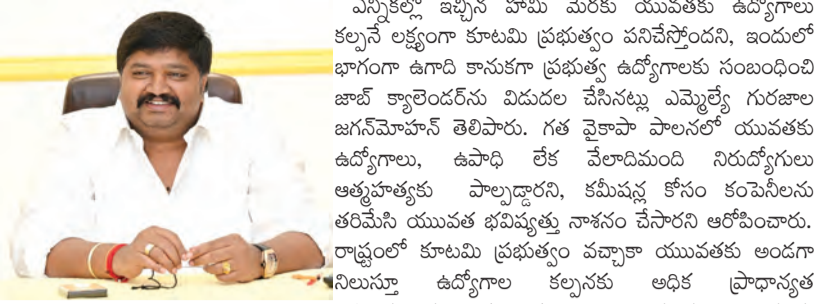 ఎన్నికల్లో ఇచ్చిన హామీ మేరకు యువతకు ఉద్యోగాలు
కల్పనే లక్ష్యంగా కూటమి ప్రభుత్వం పనిచేస్తోందని, ఇందులో
భాగంగా ఉగాది కానుకగా ప్రభుత్వ ఉద్యోగాలకు సంబంధించి
జాబ్ క్యాలెండర్‌ను విడుదల చేసినట్లు ఎమ్మెల్యే గురజాల
జగన్‌మోహన్ తెలిపారు. గత వైకాపా పాలనలో యువతకు
ఉద్యోగాలు, ఉపాధి లేక వేలాదిమంది నిరుద్యోగులు
ఆత్మహత్యకు పాల్పడ్డారని, కమీషన్ల కోసం కంపెనీలను
తరిమేసి యువత భవిష్యత్తు నాశనం చేసారని ఆరోపించారు.
రాష్ట్రంలో కూటమి ప్రభుత్వం వచ్చాకా యువతకు అండగా
నిలుస్తూ ఉద్యోగాల కల్పనకు అధిక ప్రాధాన్యత